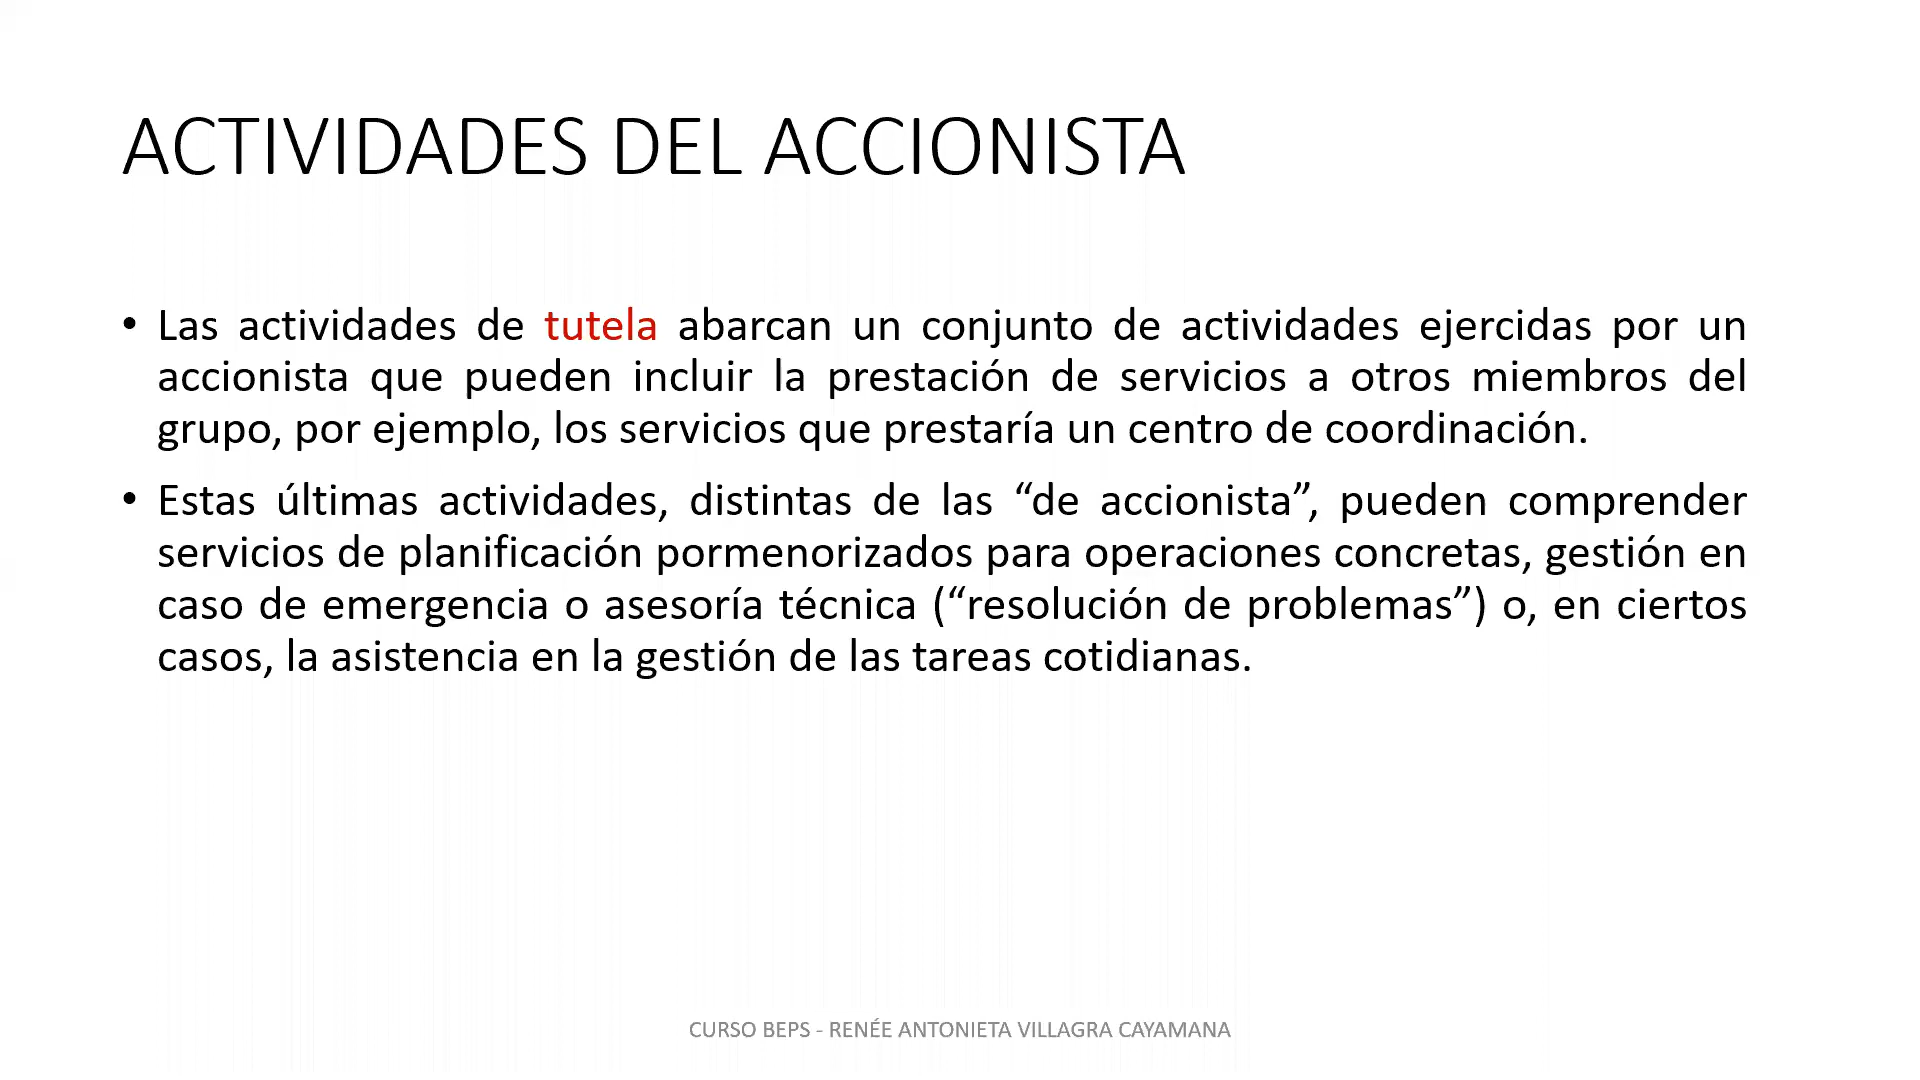 ACTIVIDADES DEL ACCIONISTA
• Las actividades de tutela abarcan un conjunto de actividades ejercidas por un
accionista que pueden incluir la prestación de servicios a otros miembros del
grupo, por ejemplo, los servicios que prestaría un centro de coordinación.
• Estas últimas actividades, distintas de las “de accionista”, pueden comprender
servicios de planificación pormenorizados para operaciones concretas, gestión en
caso de emergencia o asesoría técnica (“resolución de problemas”) o, en ciertos
casos, la asistencia en la gestión de las tareas cotidianas.
CURSO BEPS - RENÉE ANTONIETA VILLAGRA CAYAMANA